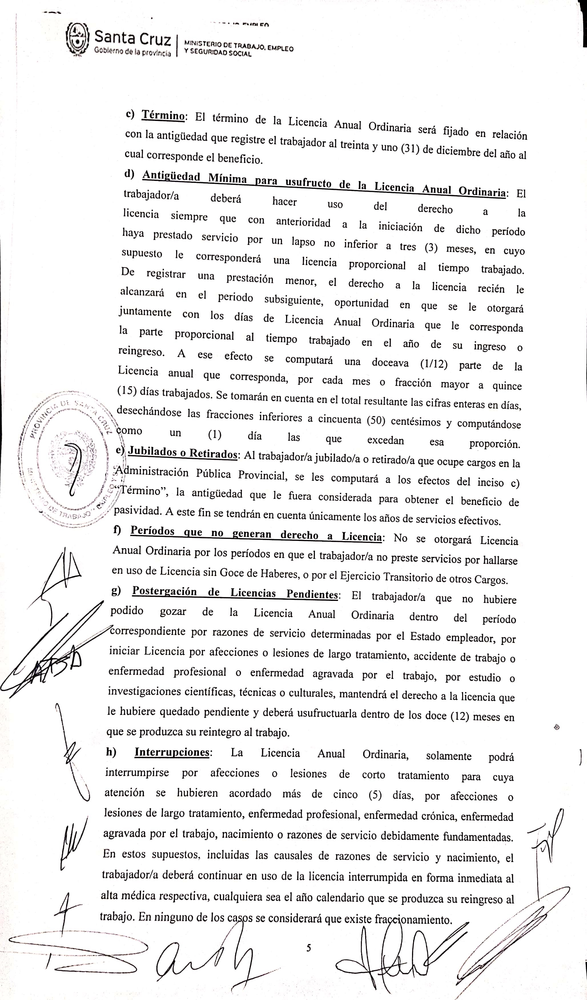 Santa Cruz
Gobierno de la provincia
MINISTERIO DE TRABAJO, EMPLEO
Y SEGURIDAD SOCIAL
c) Término: El término de la Licencia Anual Ordinaria será fijado en relación
con la antigüedad que registre el trabajador al treinta y uno (31) de diciembre del año al
cual corresponde el beneficio.
d) Antigüedad Mínima para usufructo de la Licencia Anual Ordinaria: El
trabajador/a deberá hacer uso del derecho a la
licencia siempre que con anterioridad a la iniciación de dicho período
haya prestado servicio por un lapso no inferior a tres (3) meses, en cuyo
supuesto le corresponderá una licencia proporcional al tiempo trabajado.
De registrar una prestación menor, el derecho a la licencia recién le
alcanzará en el periodo subsiguiente, oportunidad en que se le otorgará
juntamente con los días de Licencia Anual Ordinaria que le corresponda
la parte proporcional al tiempo trabajado en el año de su ingreso o
reingreso. A ese efecto se computará una doceava (1/12) parte de la
Licencia anual que corresponda, por cada mes o fracción mayor a quince
(15) días trabajados. Se tomarán en cuenta en el total resultante las cifras enteras en días,
desechándose las fracciones inferiores a cincuenta (50) centésimos y computándose
como un (1) día las que excedan esa proporción.
e) Jubilados o Retirados: Al trabajador/a jubilado/a o retirado/a que ocupe cargos en la
Administración Pública Provincial, se les computará a los efectos del inciso c)
“Término”, la antigüedad que le fuera considerada para obtener el beneficio de
pasividad. A este fin se tendrán en cuenta únicamente los años de servicios efectivos.
f) Períodos que no generan derecho a Licencia: No se otorgará Licencia
Anual Ordinaria por los períodos en que el trabajador/a no preste servicios por hallarse
en uso de Licencia sin Goce de Haberes, o por el Ejercicio Transitorio de otros Cargos.
g) Postergación de Licencias Pendientes: El trabajador/a que no hubiere
podido gozar de la Licencia Anual Ordinaria dentro del período
correspondiente por razones de servicio determinadas por el Estado empleador, por
iniciar Licencia por afecciones o lesiones de largo tratamiento, accidente de trabajo o
enfermedad profesional o enfermedad agravada por el trabajo, por estudio o
investigaciones científicas, técnicas o culturales, mantendrá el derecho a la licencia que
le hubiere quedado pendiente y deberá usufructuarla dentro de los doce (12) meses en
que se produzca su reintegro al trabajo.
h) Interrupciones: La Licencia Anual Ordinaria, solamente podrá
interrumpirse por afecciones o lesiones de corto tratamiento para cuya
atención se hubieren acordado más de cinco (5) días, por afecciones o
lesiones de largo tratamiento, enfermedad profesional, enfermedad crónica, enfermedad
agravada por el trabajo, nacimiento o razones de servicio debidamente fundamentadas.
En estos supuestos, incluidas las causales de razones de servicio y nacimiento, el
trabajador/a deberá continuar en uso de la licencia interrumpida en forma inmediata al
alta médica respectiva, cualquiera sea el año calendario que se produzca su reingreso al
trabajo. En ninguno de los casos se considerará que existe fraccionamiento.
PROVINCIA DE SANTA CRUZ
DE TRABAJO
5